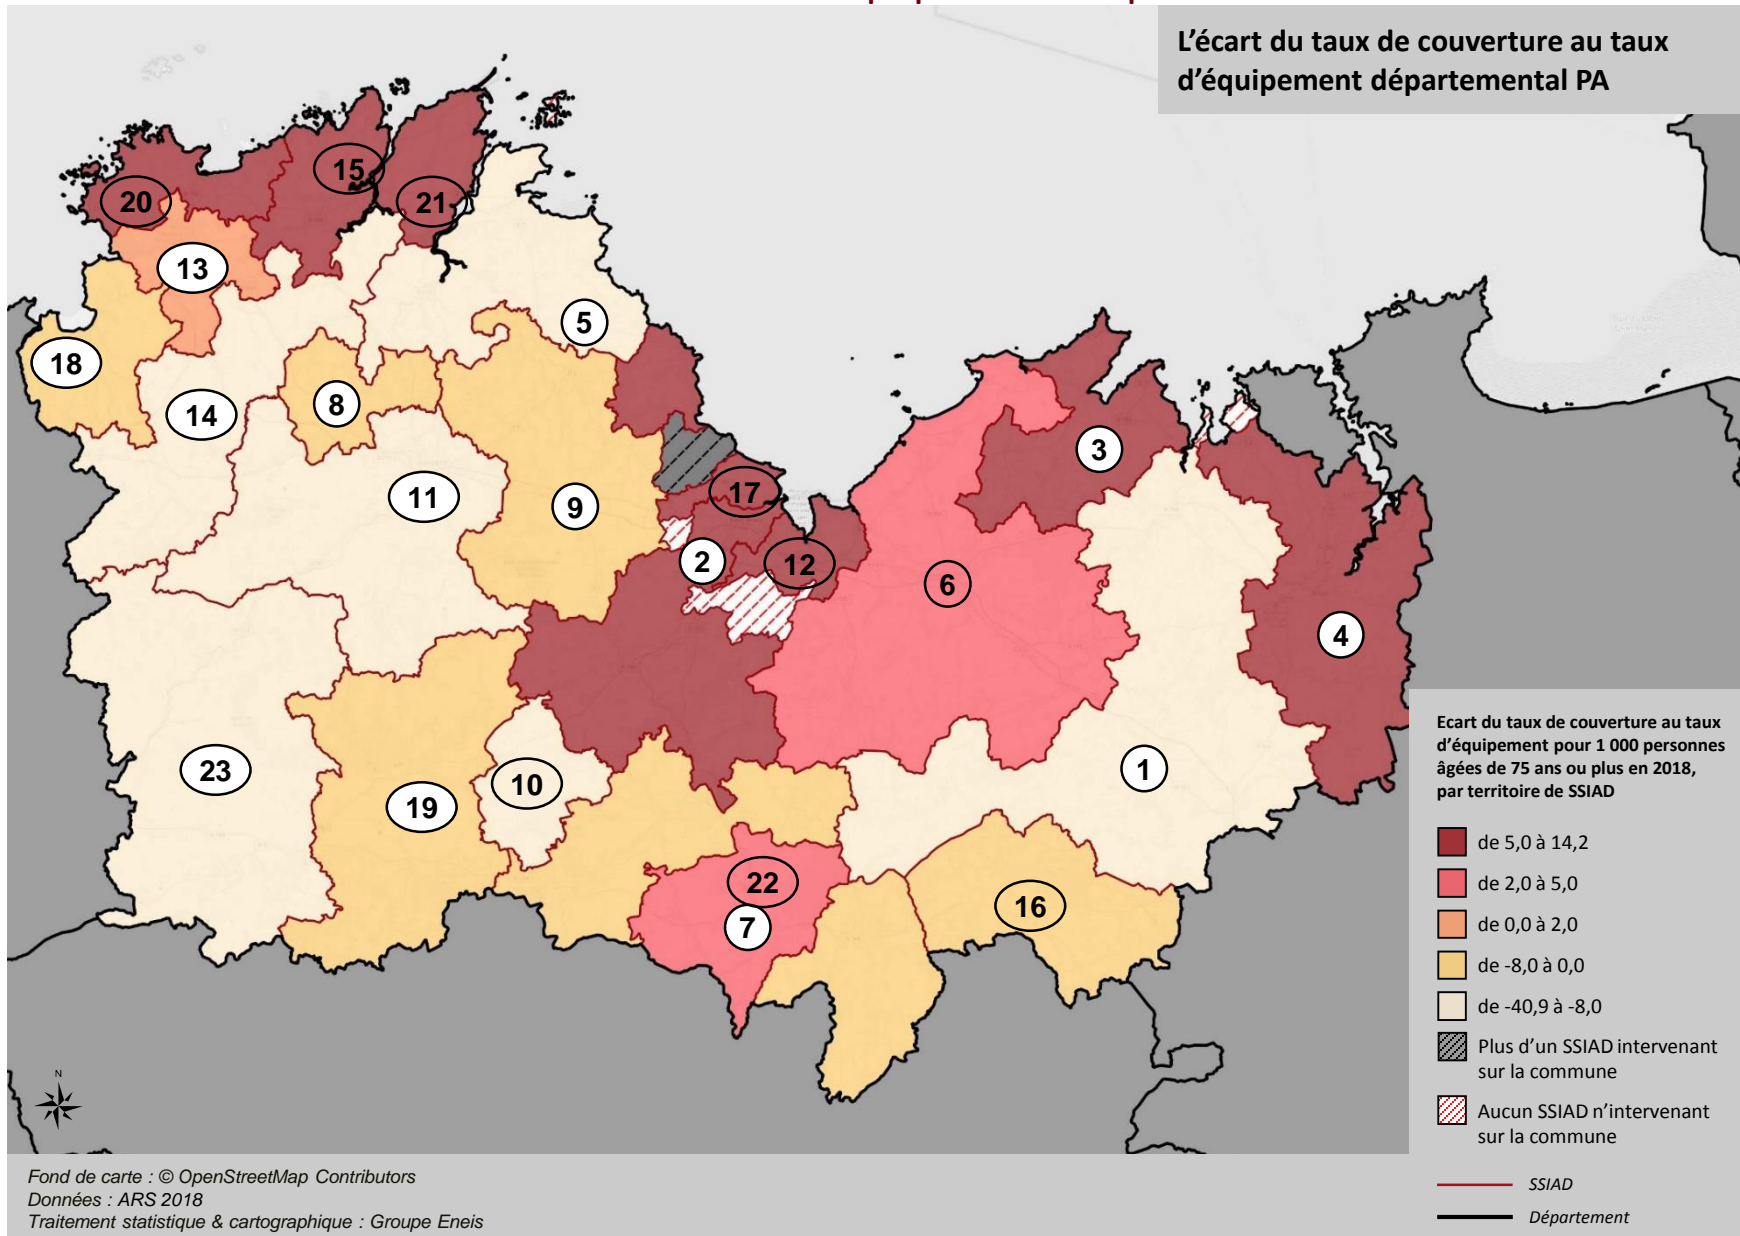 L'écart du taux de couverture au taux
d'équipement départemental PA
15
20
21
13
5
18
8
14
3
11
17
9
2
12
6
4
23
10
1
19
22
16
7
Ecart du taux de couverture au taux
d'équipement pour 1 000 personnes
âgées de 75 ans ou plus en 2018,
par territoire de SSIAD
de 5,0 à 14,2
de 2,0 à 5,0
de 0,0 à 2,0
de -8,0 à 0,0
de -40,9 à -8,0
Plus d'un SSIAD intervenant
sur la commune
Aucun SSIAD n'intervenant
sur la commune
SSIAD
Département
N
Fond de carte : © OpenStreetMap Contributors
Données : ARS 2018
Traitement statistique & cartographique : Groupe Eneis